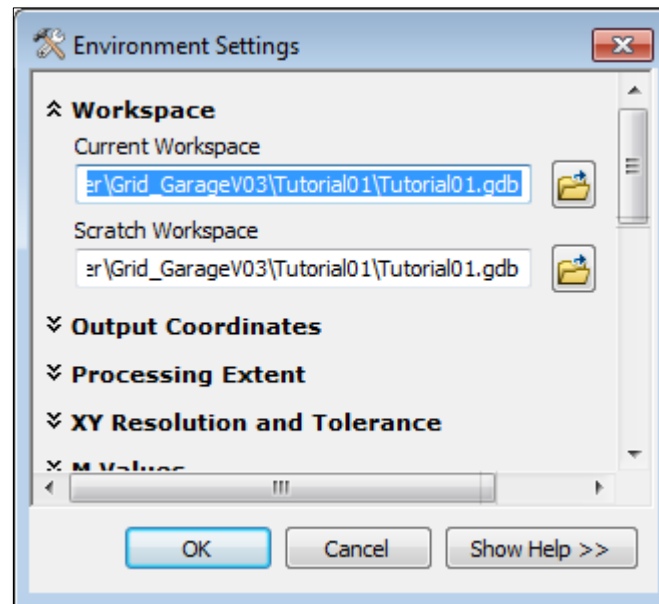 Environment Settings
Workspace
Current Workspace
er\Grid_GarageV03\Tutorial01\Tutorial01.gdb
Scratch Workspace
er\Grid_GarageV03\Tutorial01\Tutorial01.gdb
Output Coordinates
Processing Extent
XY Resolution and Tolerance
M Values
OK
Cancel
Show Help >>